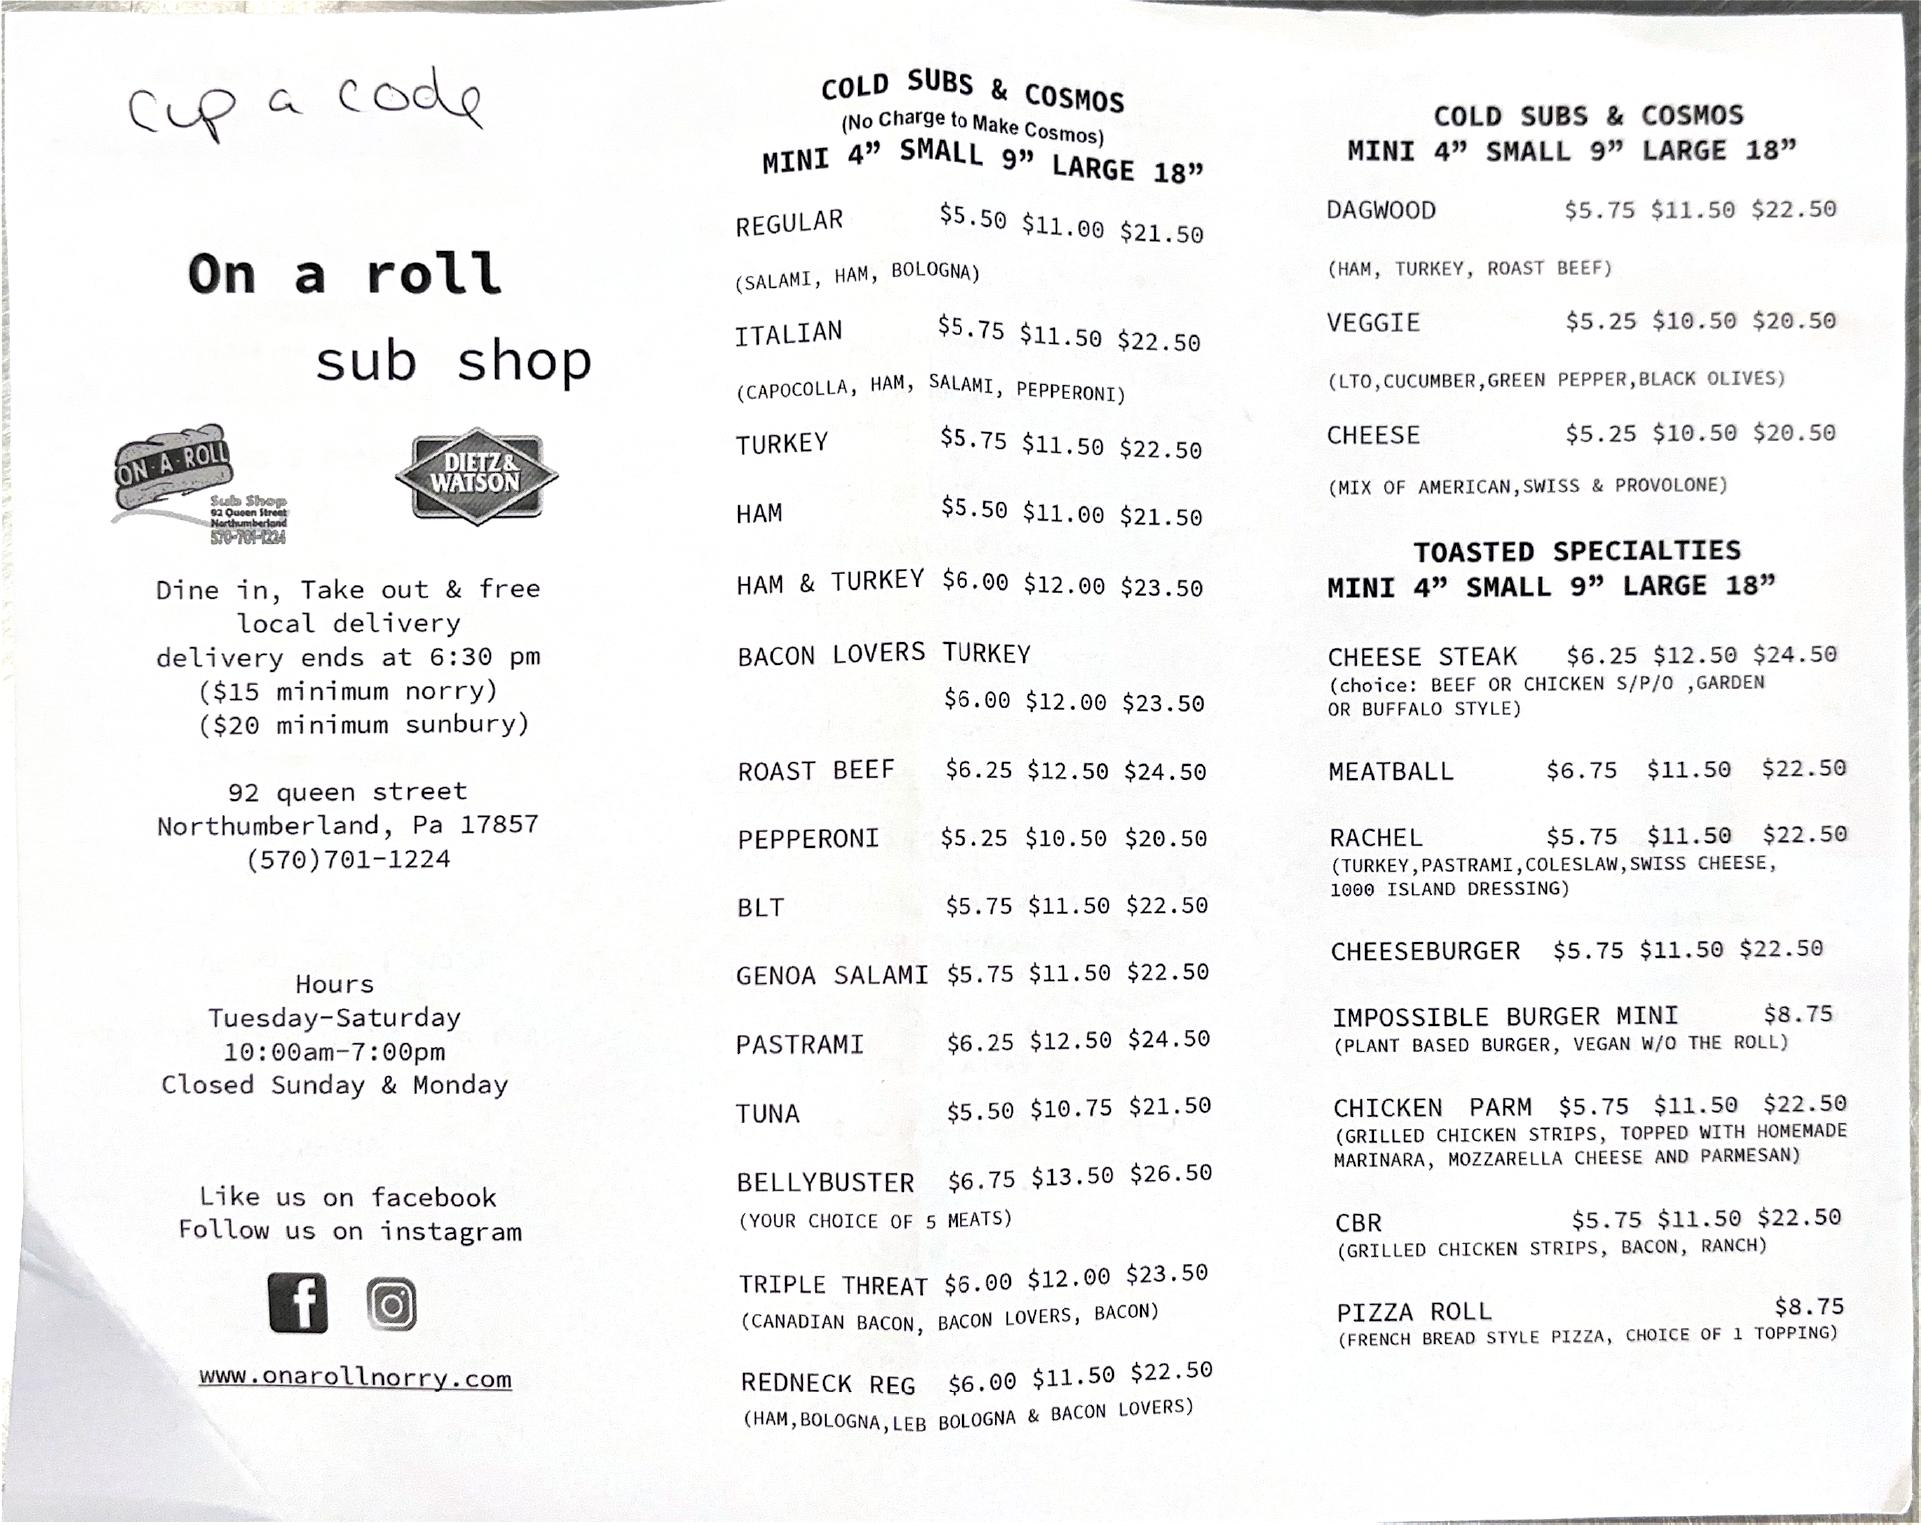 cup a code
On a roll
sub shop
ON-A-ROLL
Sub Shop
92 Queen Street
Northumberland
570-701-1224
DIETZ &
WATSON
Dine in, Take out & free
local delivery
delivery ends at 6:30 pm
($15 minimum norry)
($20 minimum sunbury)
92 queen street
Northumberland, Pa 17857
(570)701-1224
Hours
Tuesday-Saturday
10:00am-7:00pm
Closed Sunday & Monday
Like us on facebook
Follow us on instagram
f
www.onarollnorry.com
COLD SUBS & COSMOS
(No Charge to Make Cosmos)
MINI 4” SMALL 9” LARGE 18”
REGULAR $5.50 $11.00 $21.50
(SALAMI, HAM, BOLOGNA)
ITALIAN $5.75 $11.50 $22.50
(CAPOCOLLA, HAM, SALAMI, PEPPERONI)
TURKEY $5.75 $11.50 $22.50
HAM $5.50 $11.00 $21.50
HAM & TURKEY $6.00 $12.00 $23.50
BACON LOVERS TURKEY
$6.00 $12.00 $23.50
ROAST BEEF $6.25 $12.50 $24.50
PEPPERONI $5.25 $10.50 $20.50
BLT $5.75 $11.50 $22.50
GENOA SALAMI $5.75 $11.50 $22.50
PASTRAMI $6.25 $12.50 $24.50
TUNA $5.50 $10.75 $21.50
BELLYBUSTER $6.75 $13.50 $26.50
(YOUR CHOICE OF 5 MEATS)
TRIPLE THREAT $6.00 $12.00 $23.50
(CANADIAN BACON, BACON LOVERS, BACON)
REDNECK REG $6.00 $11.50 $22.50
(HAM,BOLOGNA,LEB BOLOGNA & BACON LOVERS)
COLD SUBS & COSMOS
MINI 4” SMALL 9” LARGE 18”
DAGWOOD $5.75 $11.50 $22.50
(HAM, TURKEY, ROAST BEEF)
VEGGIE $5.25 $10.50 $20.50
(LTO,CUCUMBER,GREEN PEPPER,BLACK OLIVES)
CHEESE $5.25 $10.50 $20.50
(MIX OF AMERICAN,SWISS & PROVOLONE)
TOASTED SPECIALTIES
MINI 4” SMALL 9” LARGE 18”
CHEESE STEAK $6.25 $12.50 $24.50
(choice: BEEF OR CHICKEN S/P/O ,GARDEN
OR BUFFALO STYLE)
MEATBALL $6.75 $11.50 $22.50
RACHEL $5.75 $11.50 $22.50
(TURKEY,PASTRAMI,COLESLAW,SWISS CHEESE,
1000 ISLAND DRESSING)
CHEESEBURGER $5.75 $11.50 $22.50
IMPOSSIBLE BURGER MINI $8.75
(PLANT BASED BURGER, VEGAN W/O THE ROLL)
CHICKEN PARM $5.75 $11.50 $22.50
(GRILLED CHICKEN STRIPS, TOPPED WITH HOMEMADE
MARINARA, MOZZARELLA CHEESE AND PARMESAN)
CBR $5.75 $11.50 $22.50
(GRILLED CHICKEN STRIPS, BACON, RANCH)
PIZZA ROLL $8.75
(FRENCH BREAD STYLE PIZZA, CHOICE OF 1 TOPPING)